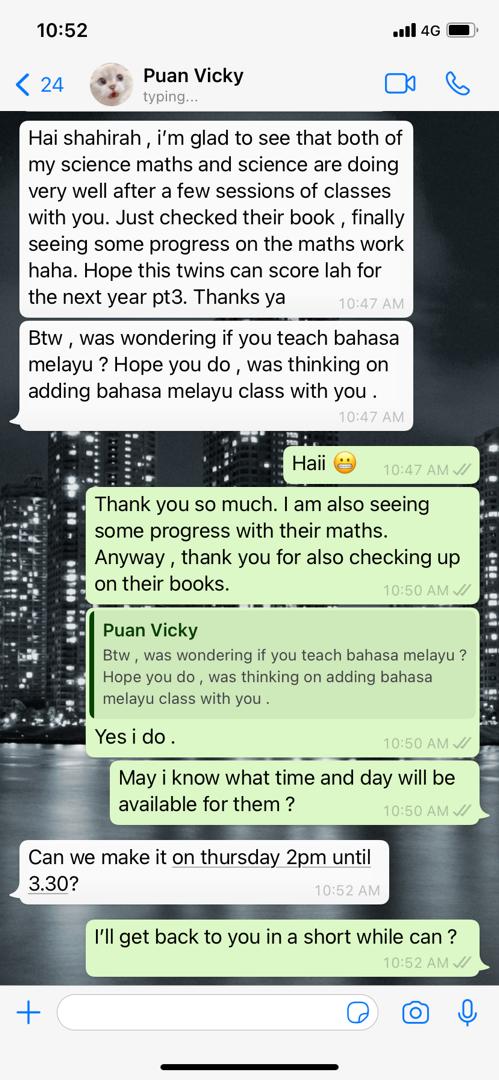 10:52
4G
24
Puan Vicky
typing...
Hai shahirah , i'm glad to see that both of
my science maths and science are doing
very well after a few sessions of classes
with you. Just checked their book , finally
seeing some progress on the maths work
haha. Hope this twins can score lah for
the next year pt3. Thanks ya
10:47 AM
Btw , was wondering if you teach bahasa
melayu ? Hope you do , was thinking on
adding bahasa melayu class with you .
10:47 AM
Haii 😬
10:47 AM
Thank you so much. I am also seeing
some progress with their maths.
Anyway , thank you for also checking up
on their books.
10:50 AM
Puan Vicky
Btw , was wondering if you teach bahasa melayu ?
Hope you do , was thinking on adding bahasa
melayu class with you .
Yes i do .
10:50 AM
May i know what time and day will be
available for them ?
10:50 AM
Can we make it on thursday 2pm until
3.30?
10:52 AM
I'll get back to you in a short while can ?
10:52 AM